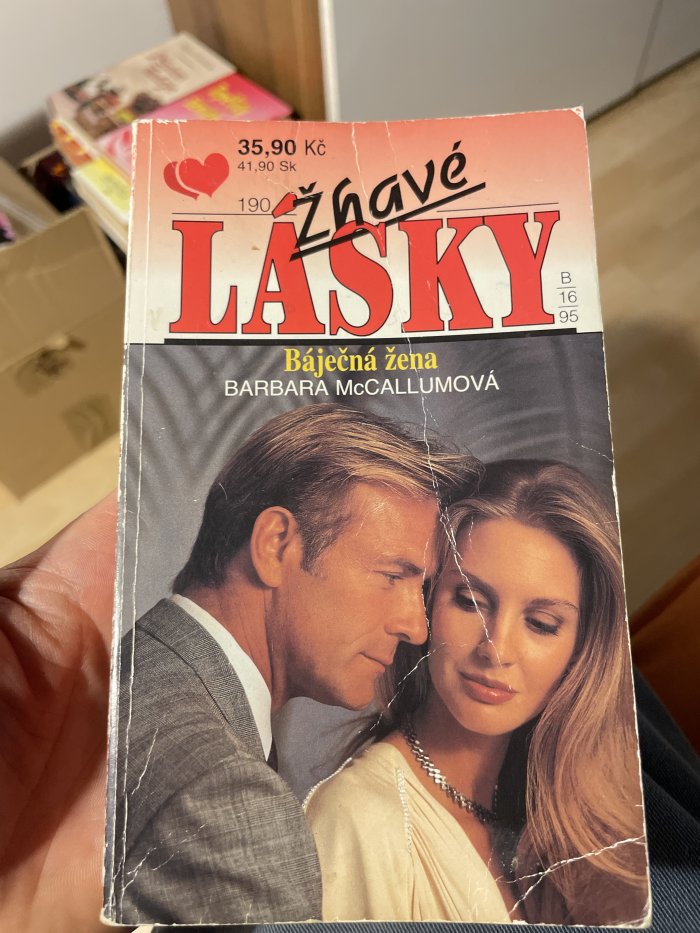 35,90 Kč
41,90 Sk
190
Žhavé
LÁSKY
B
16
95
Báječná žena
BARBARA McCALLUMOVÁ